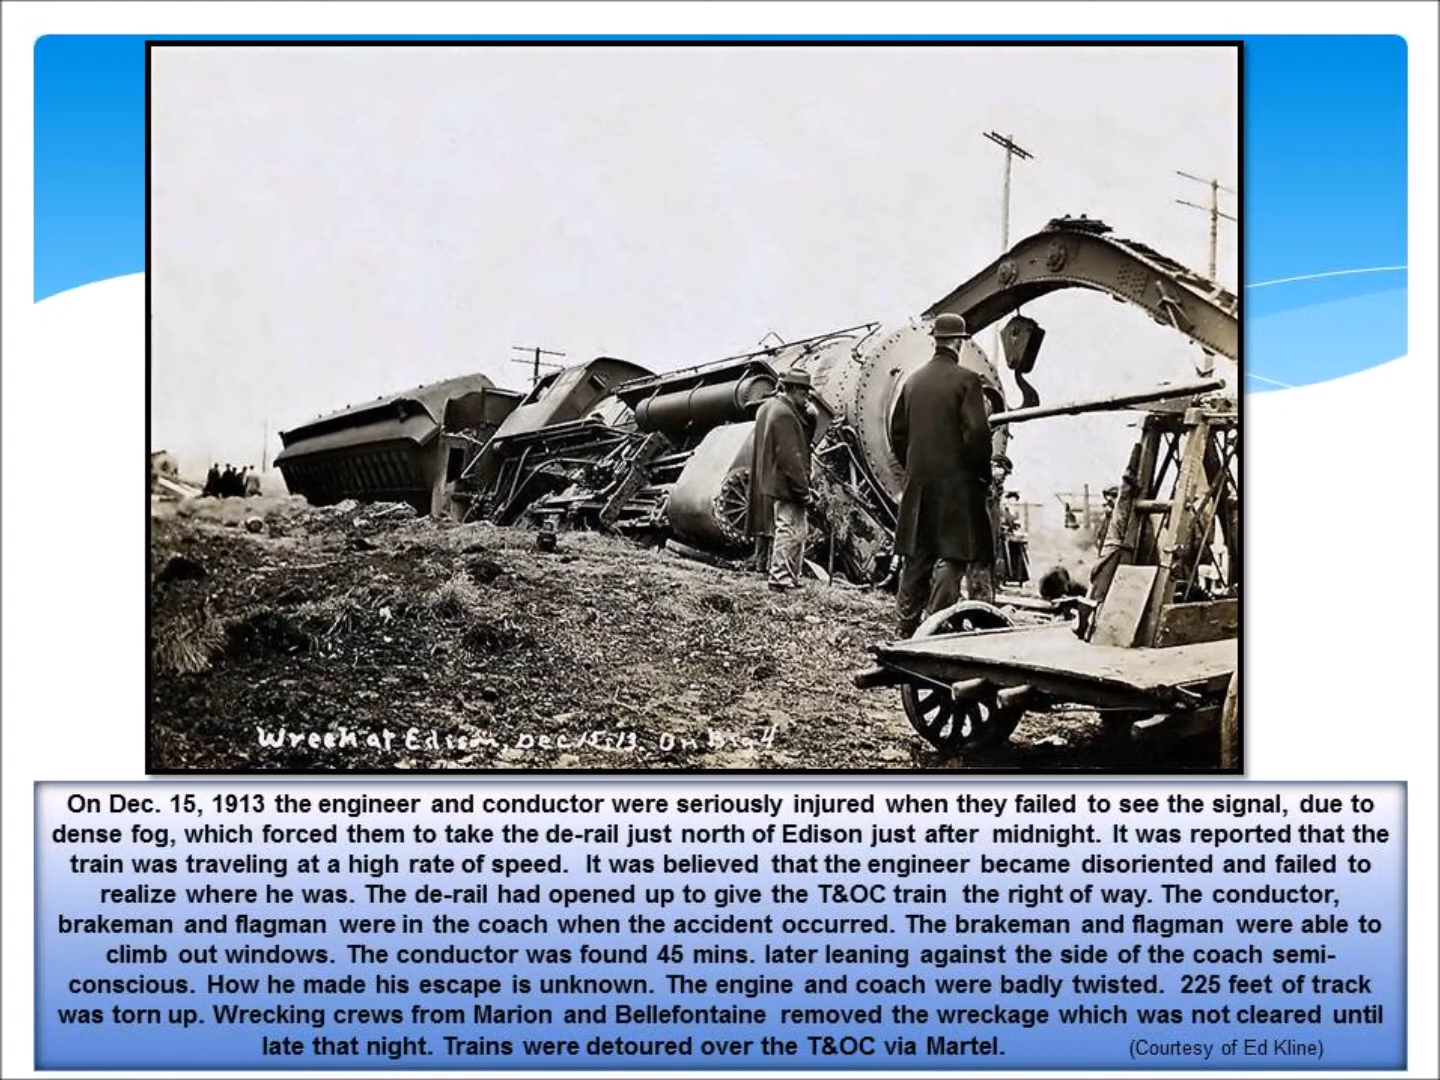 Wreck at Edison, Dec 15, 13. On Big 4
On Dec. 15, 1913 the engineer and conductor were seriously injured when they failed to see the signal, due to
dense fog, which forced them to take the de-rail just north of Edison just after midnight. It was reported that the
train was traveling at a high rate of speed. It was believed that the engineer became disoriented and failed to
realize where he was. The de-rail had opened up to give the T&OC train the right of way. The conductor,
brakeman and flagman were in the coach when the accident occurred. The brakeman and flagman were able to
climb out windows. The conductor was found 45 mins. later leaning against the side of the coach semi-
conscious. How he made his escape is unknown. The engine and coach were badly twisted. 225 feet of track
was torn up. Wrecking crews from Marion and Bellefontaine removed the wreckage which was not cleared until
late that night. Trains were detoured over the T&OC via Martel. (Courtesy of Ed Kline)